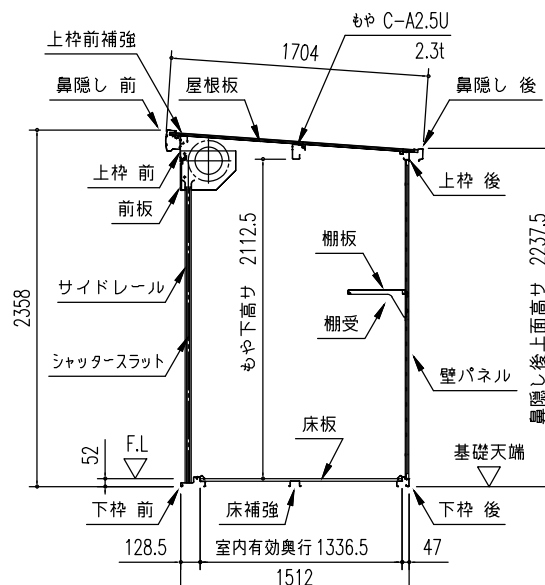 もや C-A2.5U
2.3t
1704
上枠前補強
鼻隠し 前
屋根板
鼻隠し 後
上枠 前
上枠 後
前板
もや下高サ 2112.5
棚板
サイドレール
棚受
2358
鼻隠し後上面高サ 2237.5
シャッタースラット
壁パネル
床板
F.L
基礎天端
52
下枠 前
床補強
下枠 後
128.5
室内有効奥行 1336.5
47
1512